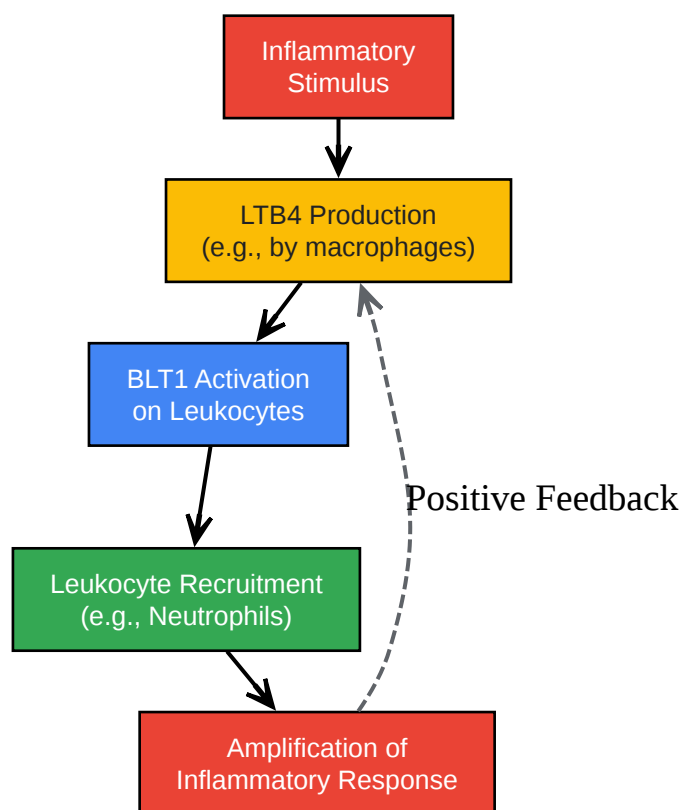 Inflammatory
Stimulus
LTB4 Production
(e.g., by macrophages)
BLT1 Activation
on Leukocytes
Positive Feedback
Leukocyte Recruitment
(e.g., Neutrophils)
Amplification of
Inflammatory Response